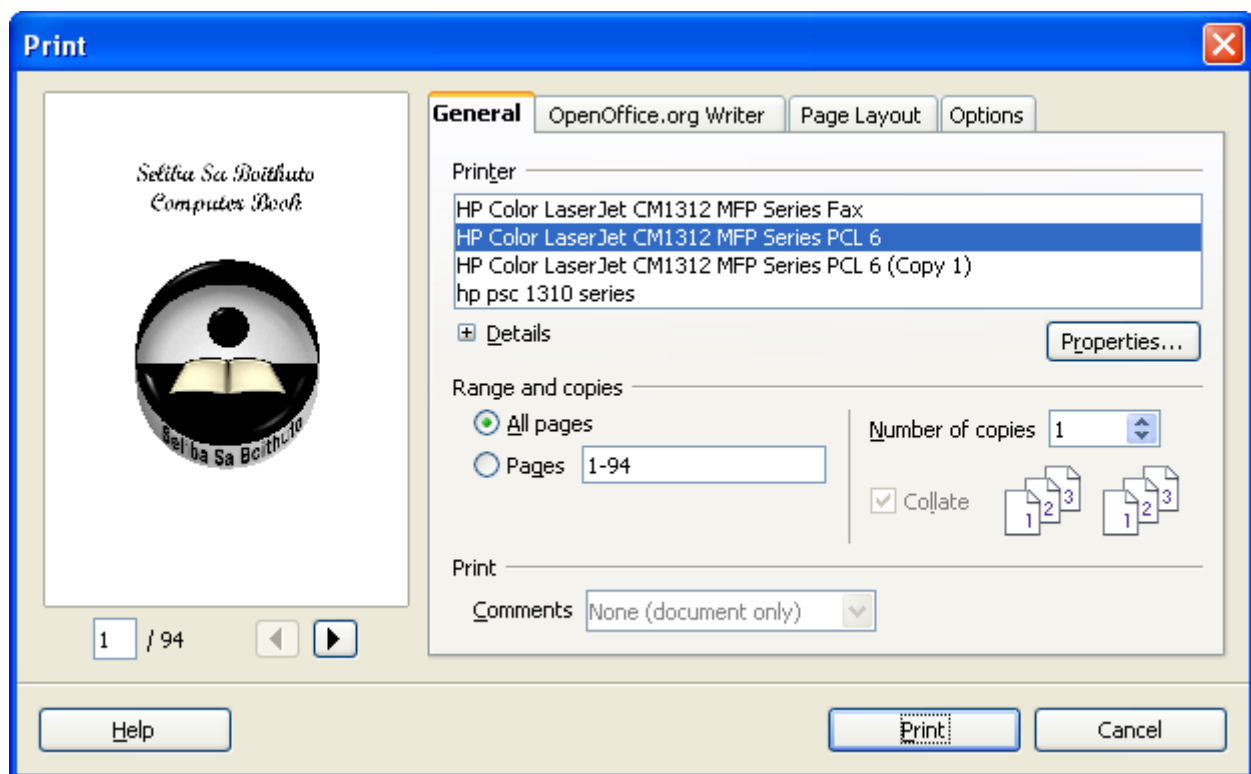 Print
Seliba Sa Boithuto
Computer Book
Seliba Sa Boithuto
1 / 94
General
OpenOffice.org Writer
Page Layout
Options
Printer
HP Color LaserJet CM1312 MFP Series Fax
HP Color LaserJet CM1312 MFP Series PCL 6
HP Color LaserJet CM1312 MFP Series PCL 6 (Copy 1)
hp psc 1310 series
Details
Properties...
Range and copies
All pages
Pages 1-94
Number of copies 1
Collate
1 2 3 1 2 3
Print
Comments None (document only)
Help
Print
Cancel